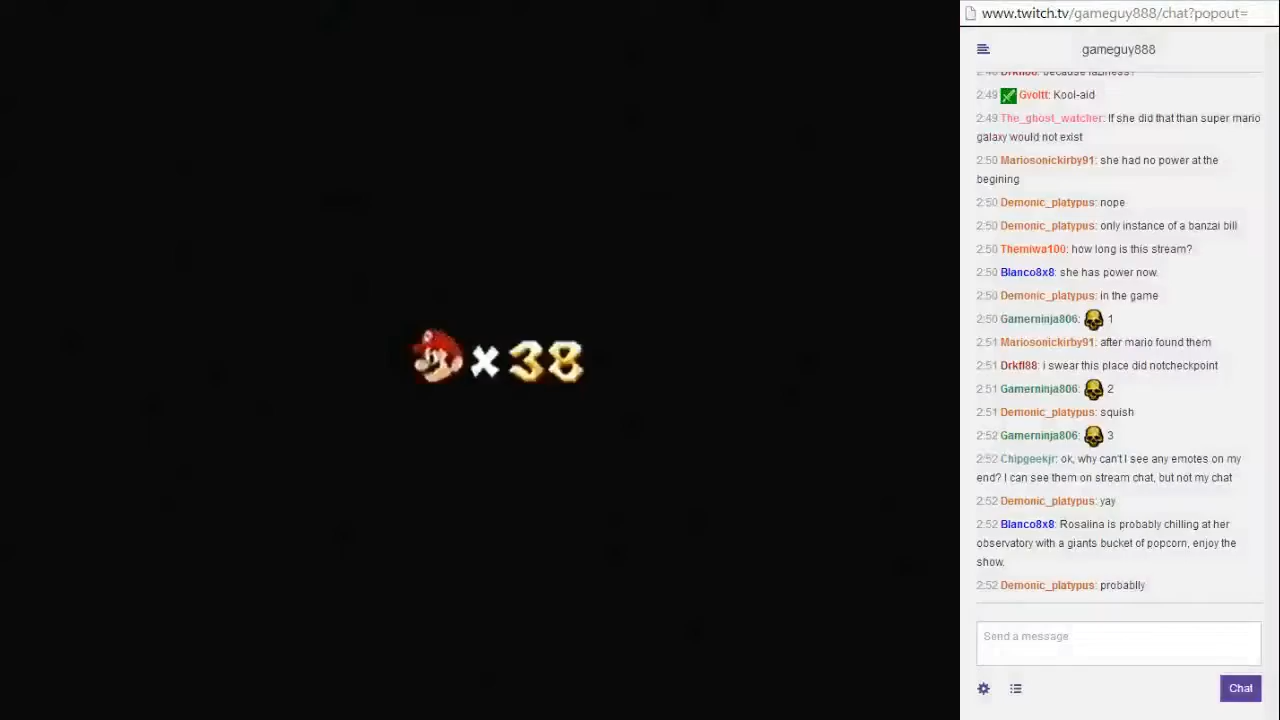 www.twitch.tv/gameguy888/chat?popout=
gameguy888
2:49 Gvoltt: Kool-aid
2:49 The_ghost_watcher: If she did that than super mario
galaxy would not exist
2:50 Mariosonickirby91: she had no power at the
begining
2:50 Demonic_platypus: nope
2:50 Demonic_platypus: only instance of a banzai bill
2:50 Themiwa100: how long is this stream?
2:50 Blanco8x8: she has power now.
2:50 Demonic_platypus: in the game
2:50 Gamerninja806: 1
2:51 Mariosonickirby91: after mario found them
2:51 Drkfl88: i swear this place did notcheckpoint
2:51 Gamerninja806: 2
2:51 Demonic_platypus: squish
2:52 Gamerninja806: 3
2:52 Chipgeekjr: ok, why can't I see any emotes on my
end? I can see them on stream chat, but not my chat
2:52 Demonic_platypus: yay
2:52 Blanco8x8: Rosalina is probably chilling at her
observatory with a giants bucket of popcorn, enjoy the
show.
2:52 Demonic_platypus: probablly
×38
Send a message
Chat